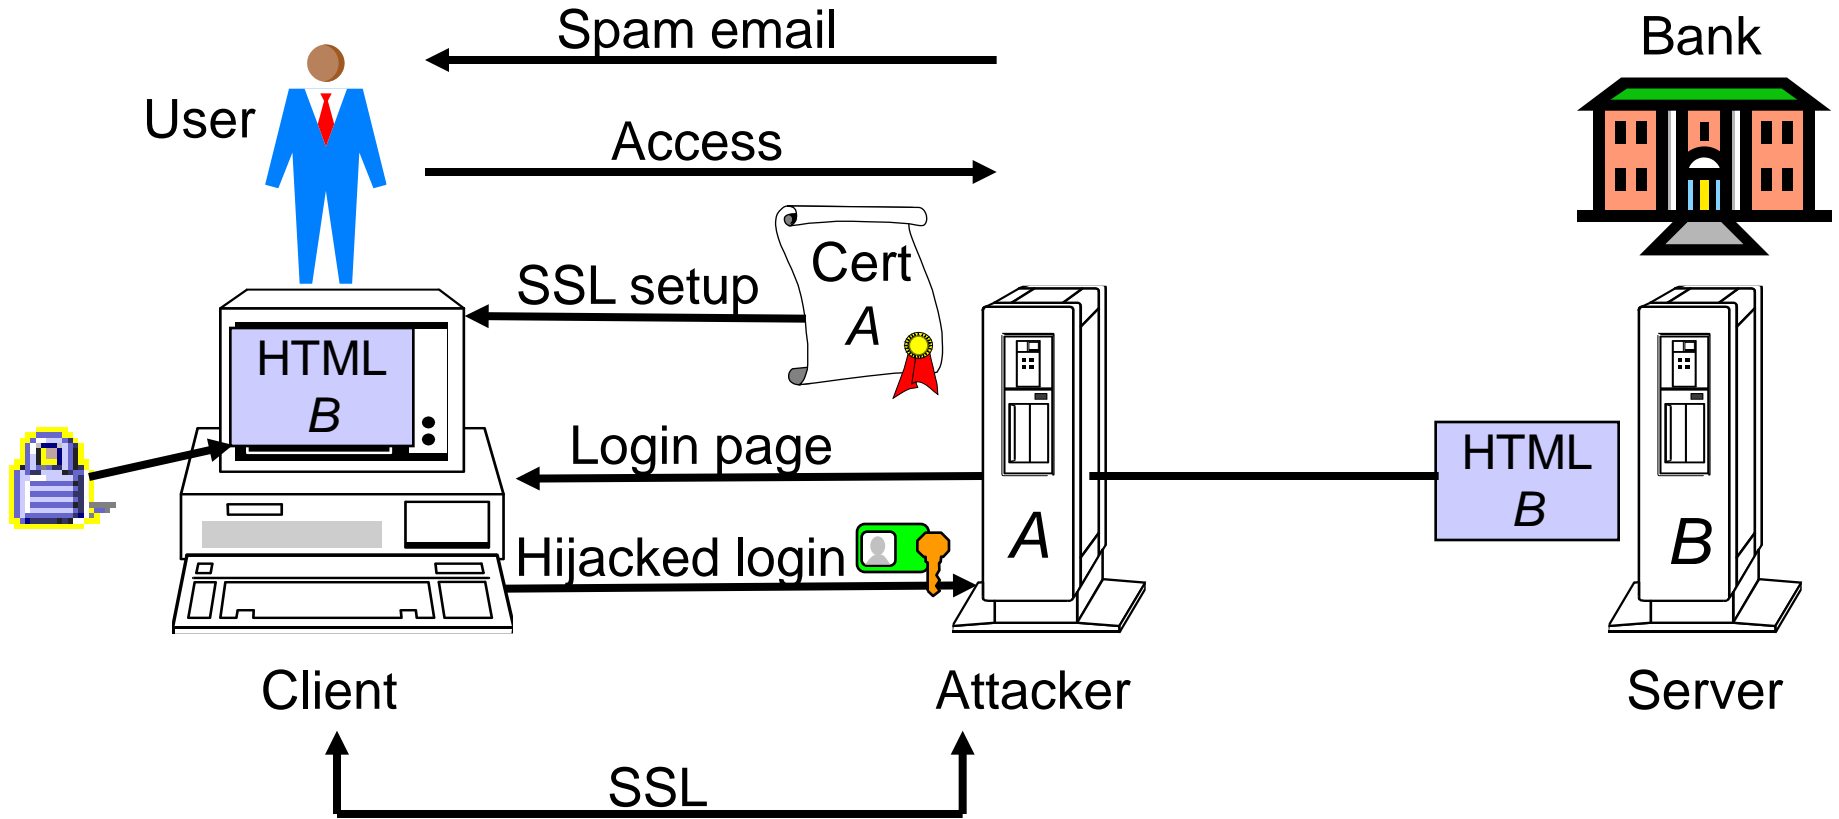 Spam email
Bank
User
Access
Cert
A
SSL setup
HTML
B
Login page
HTML
B
A
B
Hijacked login
Client
Attacker
Server
SSL